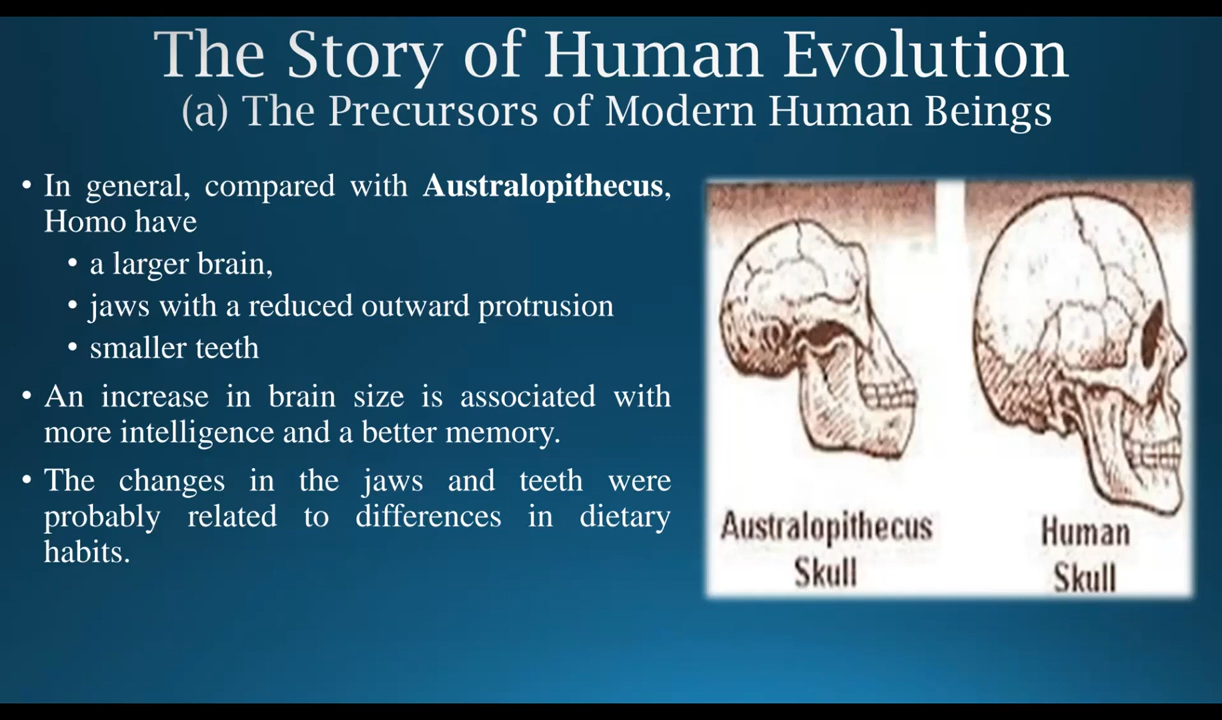 The Story of Human Evolution
(a) The Precursors of Modern Human Beings
• In general, compared with Australopithecus,
Homo have
• a larger brain,
• jaws with a reduced outward protrusion
• smaller teeth
• An increase in brain size is associated with
more intelligence and a better memory.
• The changes in the jaws and teeth were
probably related to differences in dietary
habits.
Australopithecus
Skull
Human
Skull